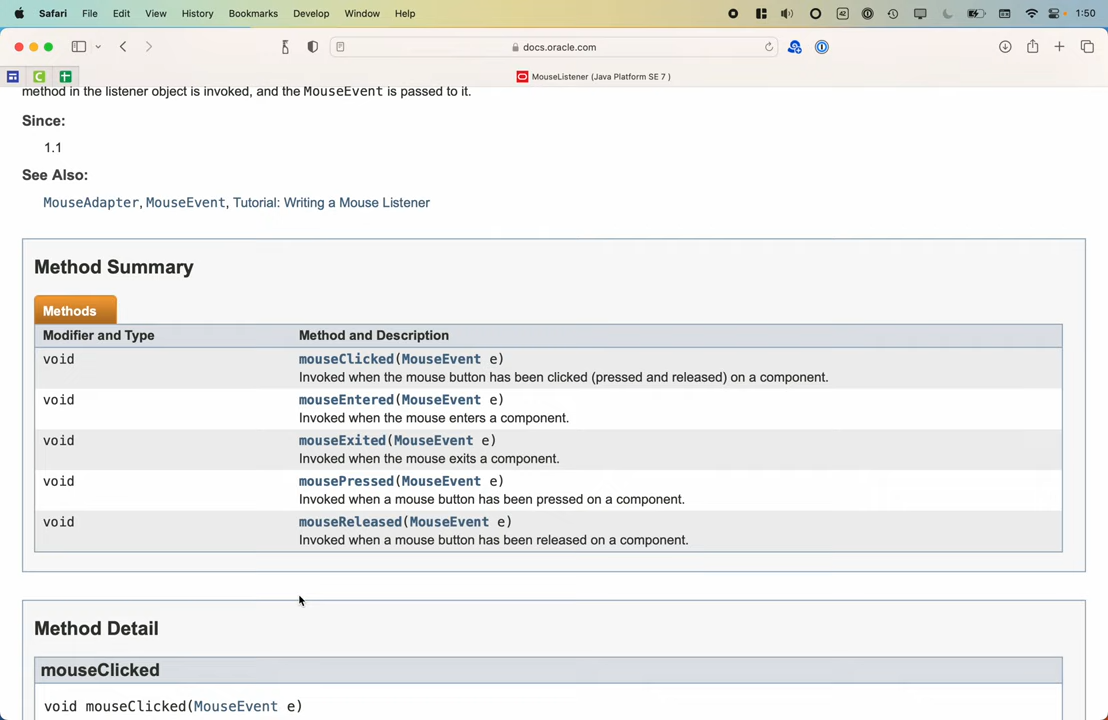 Safari File Edit View History Bookmarks Develop Window Help 42 1:50
docs.oracle.com
MouseListener (Java Platform SE 7 )
method in the listener object is invoked, and the MouseEvent is passed to it.
Since:
1.1
See Also:
MouseAdapter, MouseEvent, Tutorial: Writing a Mouse Listener
Method Summary
Methods
Modifier and Type Method and Description
void mouseClicked(MouseEvent e)
Invoked when the mouse button has been clicked (pressed and released) on a component.
void mouseEntered(MouseEvent e)
Invoked when the mouse enters a component.
void mouseExited(MouseEvent e)
Invoked when the mouse exits a component.
void mousePressed(MouseEvent e)
Invoked when a mouse button has been pressed on a component.
void mouseReleased(MouseEvent e)
Invoked when a mouse button has been released on a component.
Method Detail
mouseClicked
void mouseClicked(MouseEvent e)